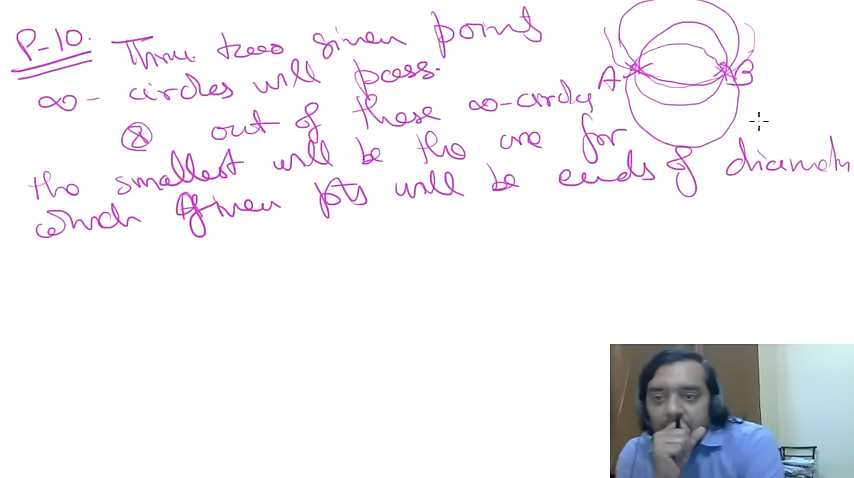 P-10. Thru two given points
∞ - circles will pass.
⊗ out of these ∞-circles
the smallest will be the one for
which given pts will be ends of diameter
A B